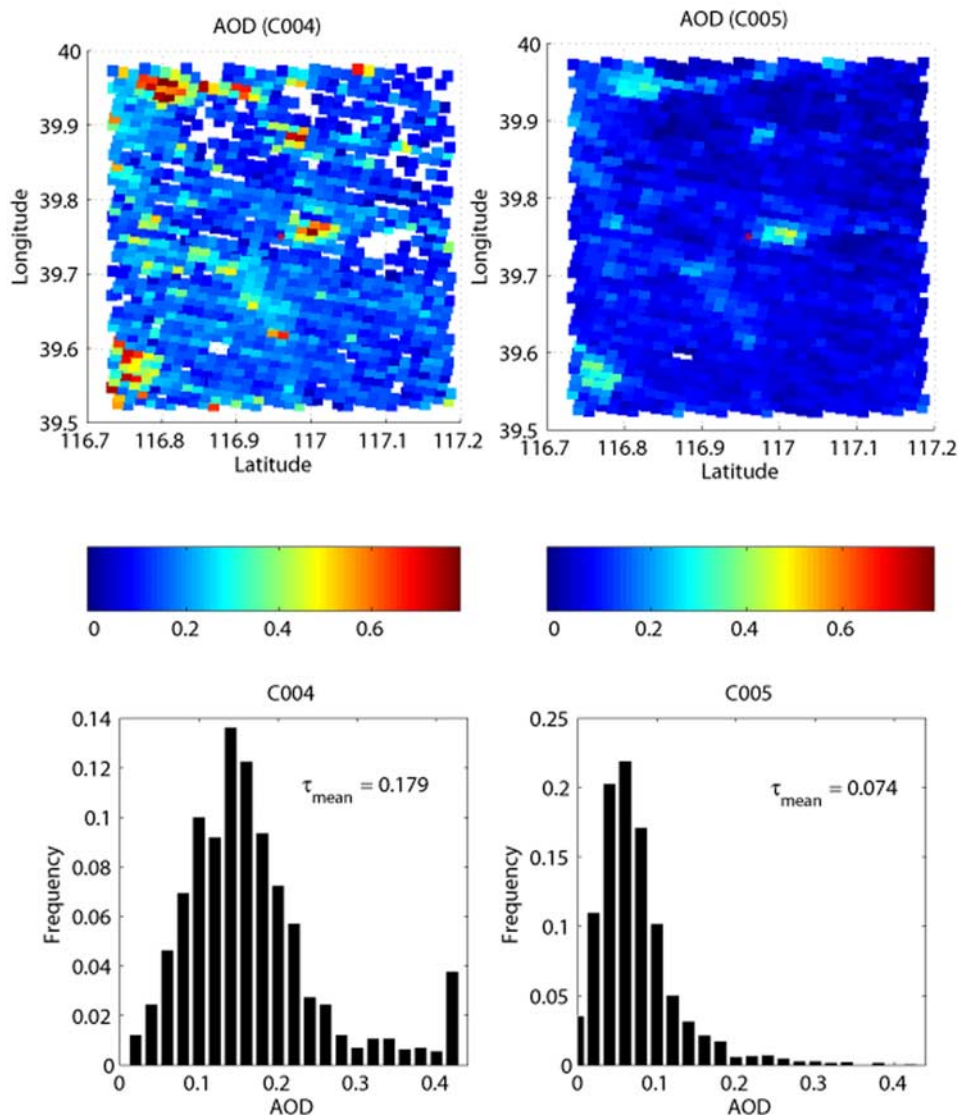 AOD (C004)
AOD (C005)
40
39.9
39.8
39.7
39.6
39.5
Longitude
116.7 116.8 116.9 117 117.1 117.2
Latitude
40
39.9
39.8
39.7
39.6
39.5
Longitude
116.7 116.8 116.9 117 117.1 117.2
Latitude
0 0.2 0.4 0.6
0 0.2 0.4 0.6
C004
C005
0.14
0.12
0.1
0.08
0.06
0.04
0.02
0
Frequency
τmean = 0.179
0 0.1 0.2 0.3 0.4
AOD
0.25
0.2
0.15
0.1
0.05
0
Frequency
τmean = 0.074
0 0.1 0.2 0.3 0.4
AOD